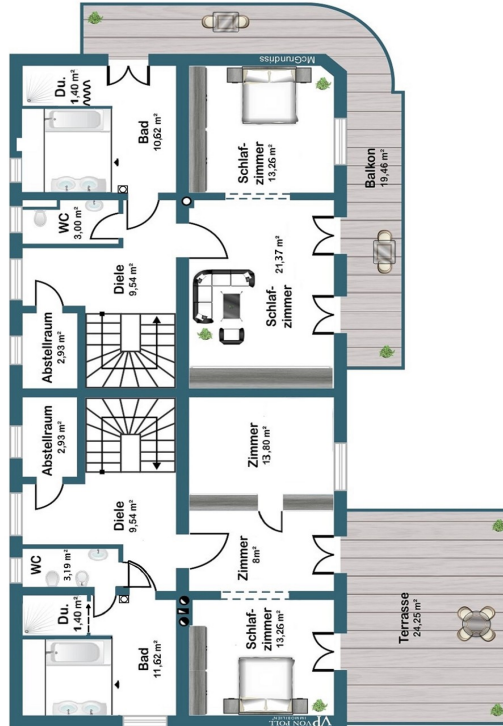 Du.
1,40 m²
Bad
10,62 m²
McGrundriss
Schlaf-
zimmer
13,26 m²
Balkon
19,46 m²
WC
3,00 m²
Diele
9,54 m²
Schlaf-
zimmer
21,37 m²
Abstellraum
2,93 m²
Abstellraum
2,93 m²
Zimmer
13,80 m²
Diele
9,54 m²
WC
3,19 m²
Zimmer
8m²
Du.
1,40 m²
Bad
11,62 m²
Schlaf-
zimmer
13,26 m²
Terrasse
24,25 m²
VP VON POLL
IMMOBILIEN